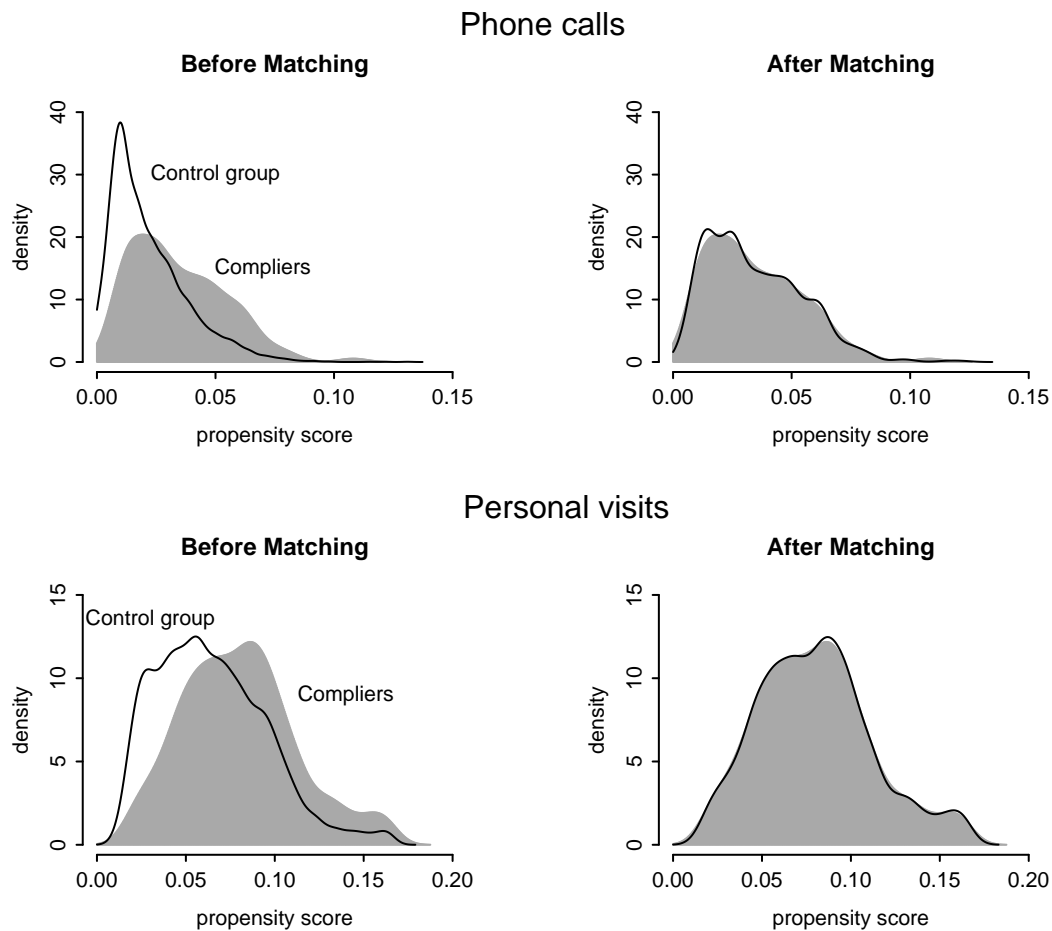 Phone calls
Before Matching
After Matching
40
30
20
10
0
density
Control group
Compliers
0.00 0.05 0.10 0.15
propensity score
40
30
20
10
0
density
0.00 0.05 0.10 0.15
propensity score
Personal visits
Before Matching
After Matching
15
10
5
0
density
Control group
Compliers
0.00 0.05 0.10 0.15 0.20
propensity score
15
10
5
0
density
0.00 0.05 0.10 0.15 0.20
propensity score